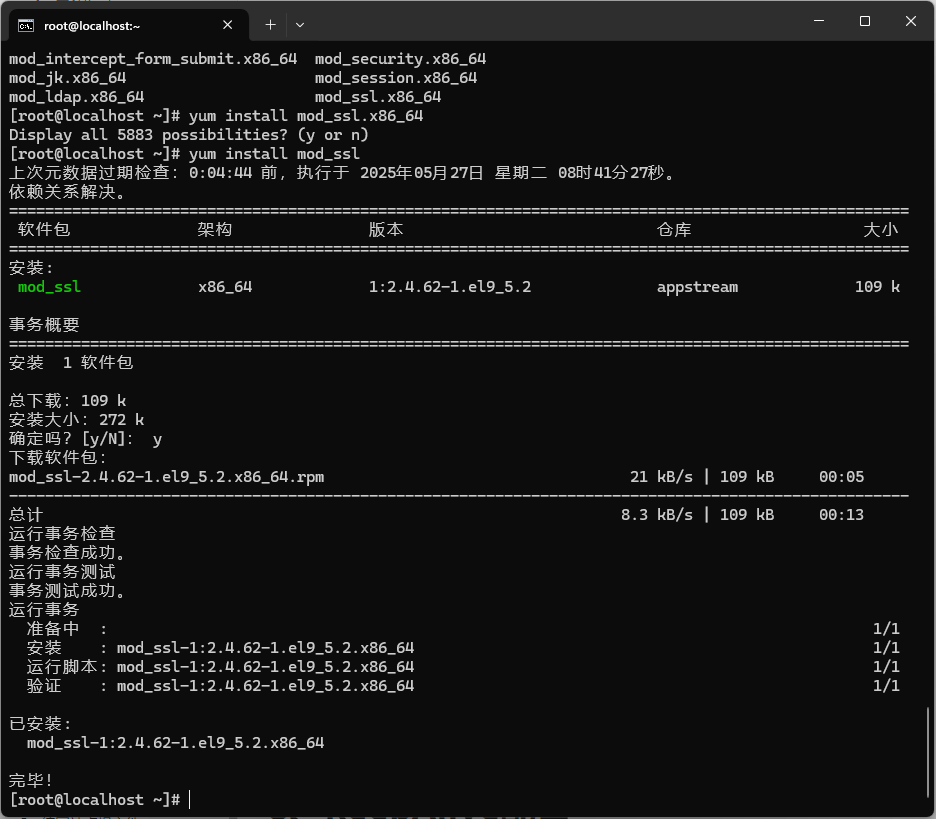 root@localhost:~
mod_intercept_form_submit.x86_64  mod_security.x86_64
mod_jk.x86_64                     mod_session.x86_64
mod_ldap.x86_64                   mod_ssl.x86_64
[root@localhost ~]# yum install mod_ssl.x86_64
Display all 5883 possibilities? (y or n)
[root@localhost ~]# yum install mod_ssl
上次元数据过期检查：0:04:44 前，执行于 2025年05月27日 星期二 08时41分27秒。
依赖关系解决。
====================================================================================================
软件包 架构 版本 仓库 大小
====================================================================================================
安装:
mod_ssl x86_64 1:2.4.62-1.el9_5.2 appstream 109 k
事务概要
====================================================================================================
安装  1 软件包
总下载：109 k
安装大小：272 k
确定吗？[y/N]： y
下载软件包：
mod_ssl-2.4.62-1.el9_5.2.x86_64.rpm 21 kB/s | 109 kB 00:05
----------------------------------------------------------------------------------------------------
总计 8.3 kB/s | 109 kB 00:13
运行事务检查
事务检查成功。
运行事务测试
事务测试成功。
运行事务
准备中  : 1/1
安装    : mod_ssl-1:2.4.62-1.el9_5.2.x86_64 1/1
运行脚本: mod_ssl-1:2.4.62-1.el9_5.2.x86_64 1/1
验证    : mod_ssl-1:2.4.62-1.el9_5.2.x86_64 1/1
已安装:
mod_ssl-1:2.4.62-1.el9_5.2.x86_64
完毕！
[root@localhost ~]#